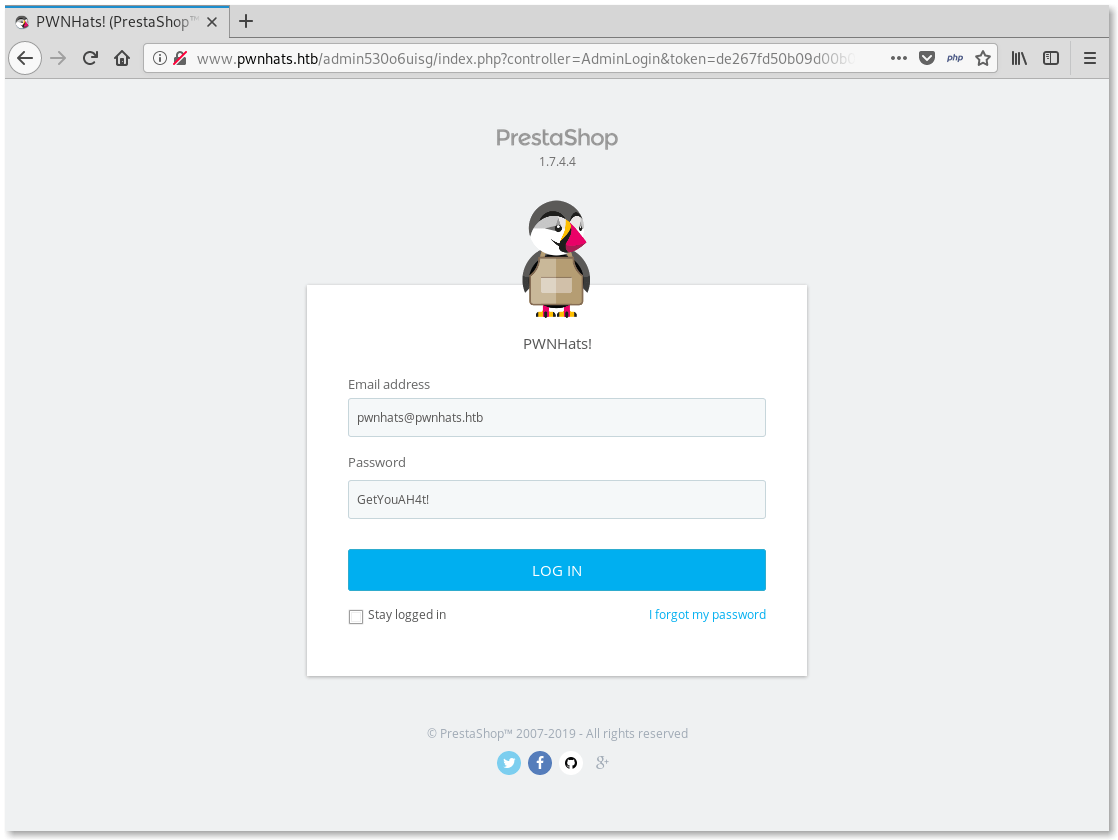 PWNHats! (PrestaShop™
www.pwnhats.htb/admin530o6uisg/index.php?controller=AdminLogin&token=de267fd50b09d00b0
php
PrestaShop
1.7.4.4
PWNHats!
Email address
pwnhats@pwnhats.htb
Password
GetYouAH4t!
LOG IN
Stay logged in
I forgot my password
© PrestaShop™ 2007-2019 - All rights reserved